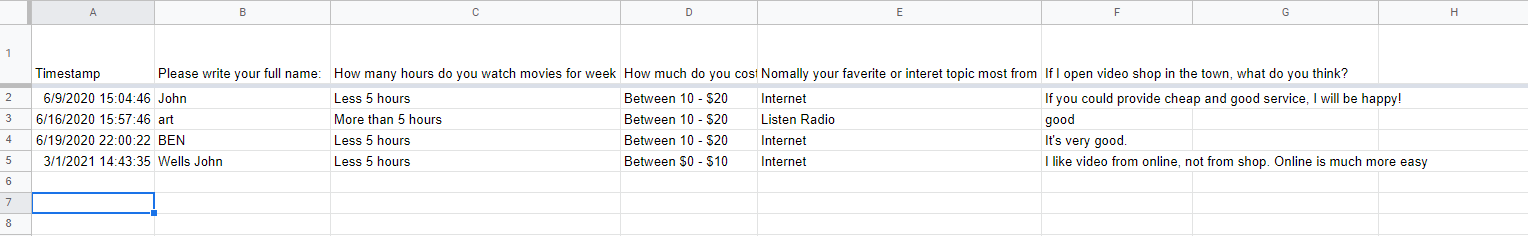 A B C D E F G H
1 Timestamp Please write your full name: How many hours do you watch movies for week How much do you cost Nomally your faverite or interet topic most from If I open video shop in the town, what do you think?
2 6/9/2020 15:04:46 John Less 5 hours Between 10 - $20 Internet If you could provide cheap and good service, I will be happy!
3 6/16/2020 15:57:46 art More than 5 hours Between 10 - $20 Listen Radio good
4 6/19/2020 22:00:22 BEN Less 5 hours Between 10 - $20 Internet It's very good.
5 3/1/2021 14:43:35 Wells John Less 5 hours Between $0 - $10 Internet I like video from online, not from shop. Online is much more easy
6
7
8